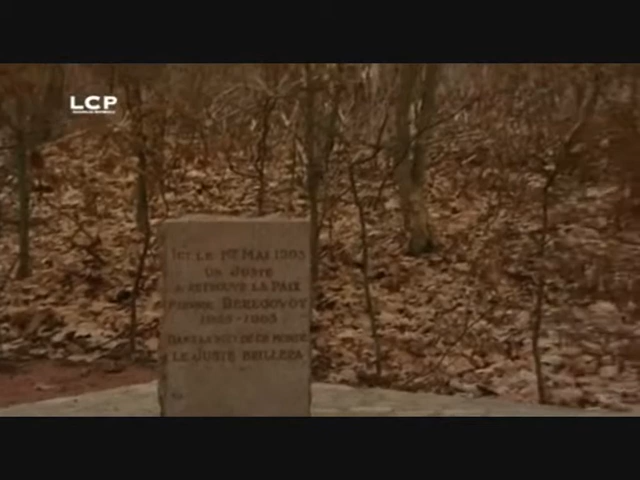 LCP
ICI LE 1ER MAI 1993
UN JUSTE
A RETROUVÉ LA PAIX
PIERRE BEREGOVOY
1925 - 1993
DANS LA NUIT DE CE MONDE
LE JUSTE BRILLERA